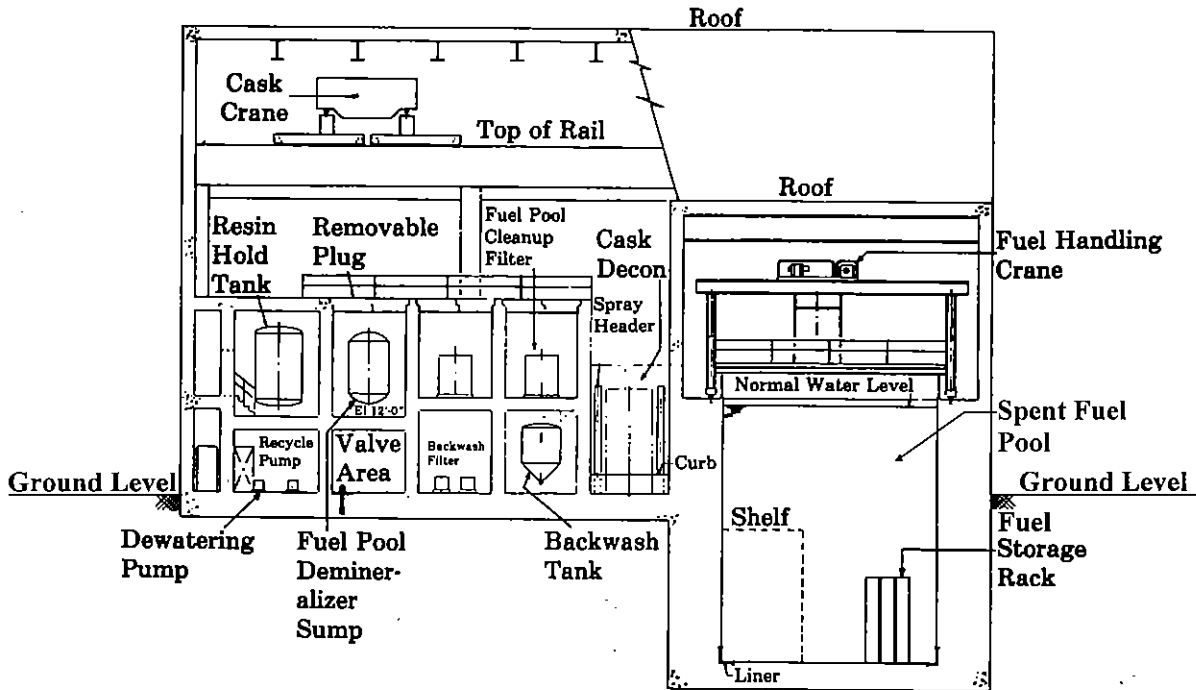 Roof
Cask
Crane
Top of Rail
Roof
Resin
Hold
Tank
Removable
Plug
Fuel Pool
Cleanup
Filter
Cask
Decon
Spray
Header
Fuel Handling
Crane
Normal Water Level
El 12'-0"
Spent Fuel
Pool
Recycle
Pump
Valve
Area
Backwash
Filter
Curb
Ground Level
Ground Level
Dewatering
Pump
Fuel Pool
Deminer-
alizer
Sump
Backwash
Tank
Shelf
Fuel
Storage
Rack
Liner